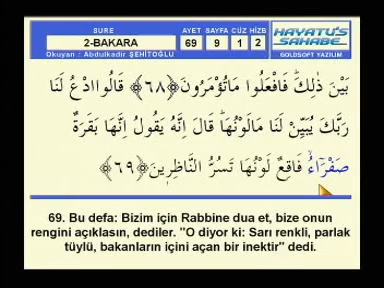 SURE AYET SAYFA CÜZ HİZB
2-BAKARA 69 9 1 2
Okuyan : Abdulkadir ŞEHİTOĞLU
HAYATU'S
SAHABE
GOLDSOFT YAZILIM
بَيْنَ ذٰلِكَۜ فَافْعَلُوا مَا تُؤْمَرُونَ ﴿٦٨﴾ قَالُوا ادْعُ لَنَا
رَبَّكَ يُبَيِّنْ لَنَا مَا لَوْنُهَاۜ قَالَ اِنَّهُ يَقُولُ اِنَّهَا بَقَرَةٌ
صَفْرَٓاءُۙ فَاقِعٌ لَوْنُهَا تَسُرُّ النَّاظِر۪ينَ ﴿٦٩﴾
69. Bu defa: Bizim için Rabbine dua et, bize onun
rengini açıklasın, dediler. "O diyor ki: Sarı renkli, parlak
tüylü, bakanların içini açan bir inektir" dedi.